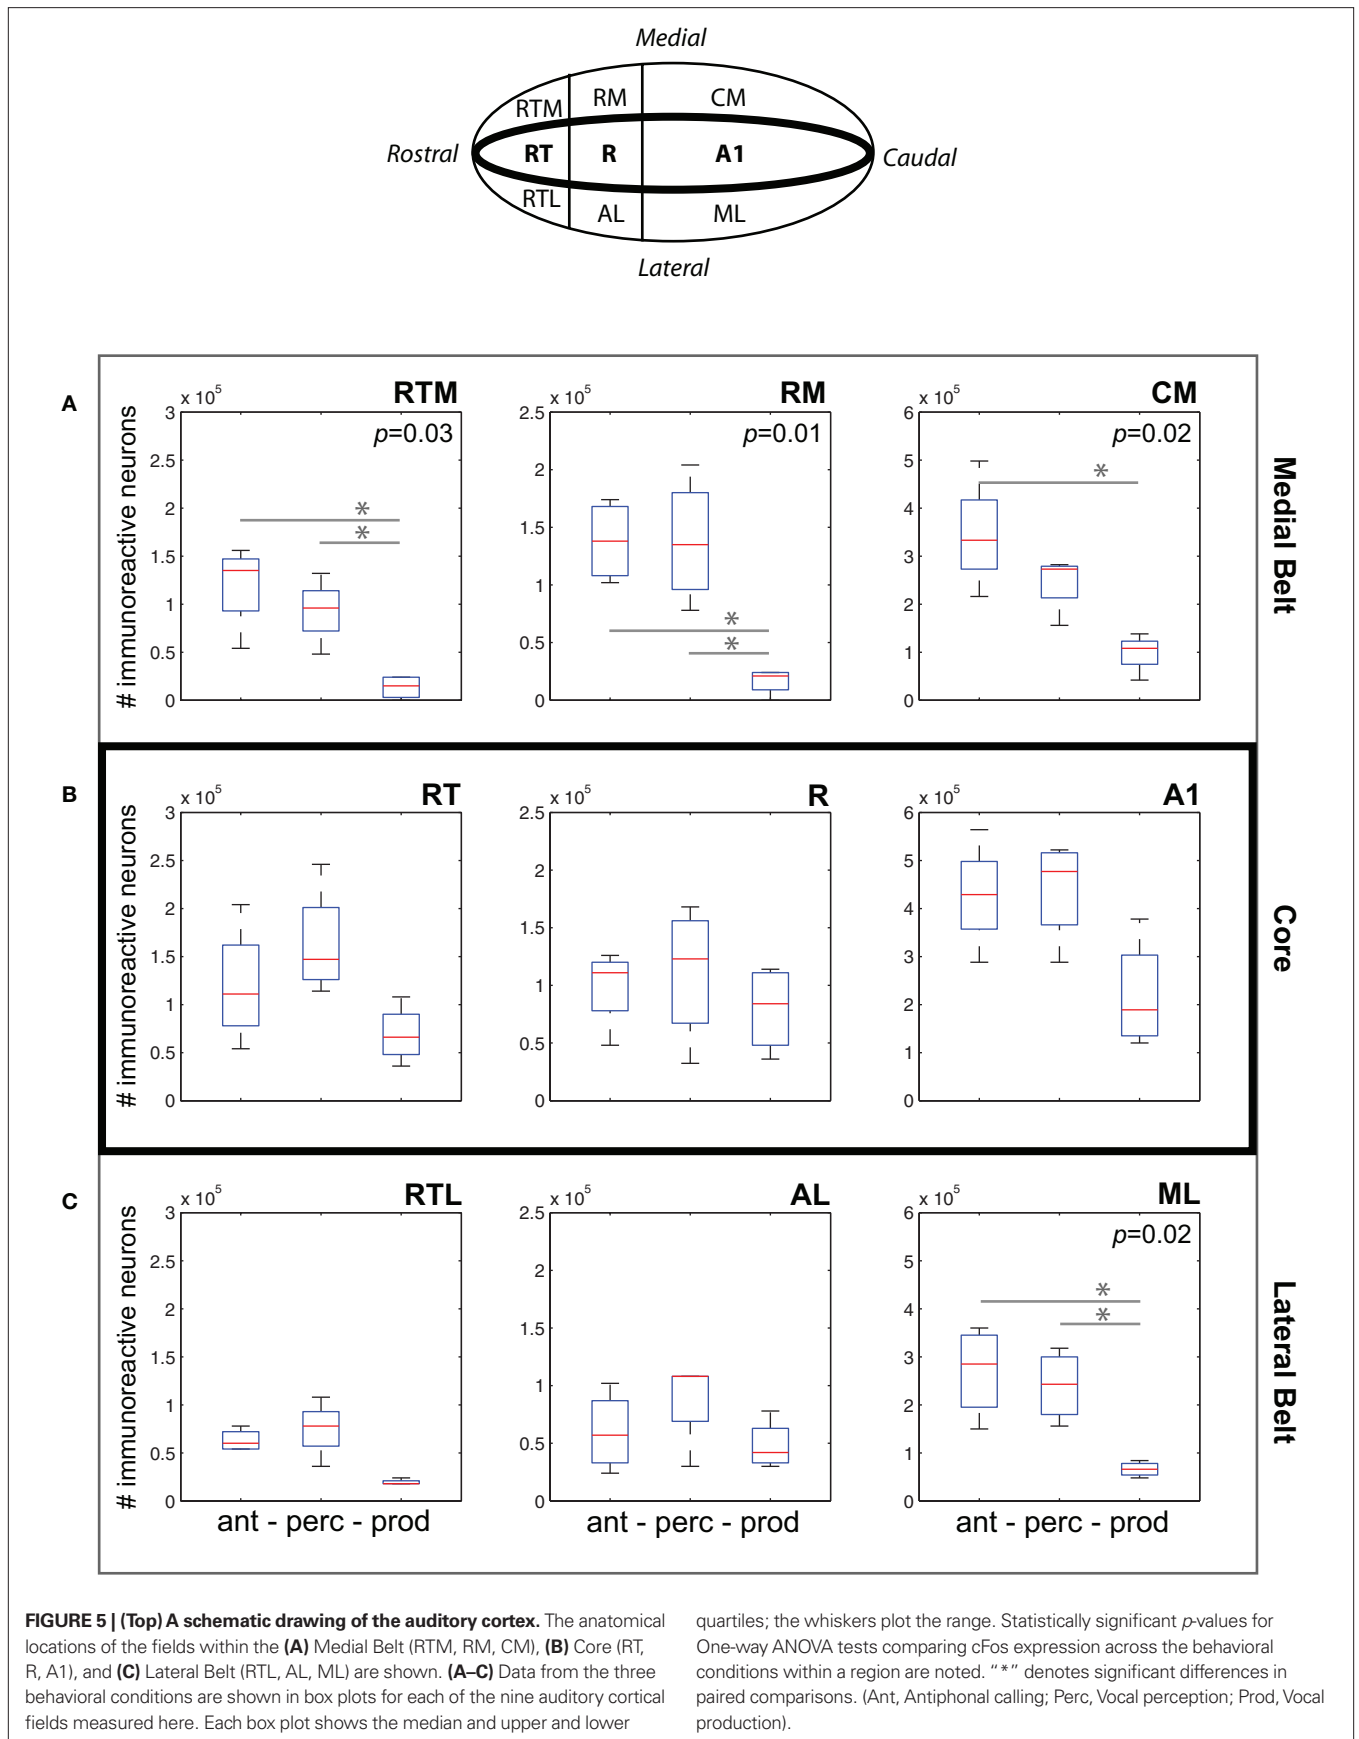 Medial
RTM RM CM
Rostral RT R A1 Caudal
RTL AL ML
Lateral
A
x 10^5 RTM
p=0.03
3
2.5
2
1.5
1
0.5
0
# immunoreactive neurons
*
*
x 10^5 RM
p=0.01
2.5
2
1.5
1
0.5
0
*
*
x 10^5 CM
p=0.02
6
5
4
3
2
1
0
*
Medial Belt
B
x 10^5 RT
3
2.5
2
1.5
1
0.5
0
# immunoreactive neurons
x 10^5 R
2.5
2
1.5
1
0.5
0
x 10^5 A1
6
5
4
3
2
1
0
Core
C
x 10^5 RTL
3
2.5
2
1.5
1
0.5
0
# immunoreactive neurons
ant - perc - prod
x 10^5 AL
2.5
2
1.5
1
0.5
0
ant - perc - prod
x 10^5 ML
p=0.02
6
5
4
3
2
1
0
*
*
ant - perc - prod
Lateral Belt
FIGURE 5 | (Top) A schematic drawing of the auditory cortex. The anatomical
locations of the fields within the (A) Medial Belt (RTM, RM, CM), (B) Core (RT,
R, A1), and (C) Lateral Belt (RTL, AL, ML) are shown. (A–C) Data from the three
behavioral conditions are shown in box plots for each of the nine auditory cortical
fields measured here. Each box plot shows the median and upper and lower
quartiles; the whiskers plot the range. Statistically significant p-values for
One-way ANOVA tests comparing cFos expression across the behavioral
conditions within a region are noted. "*" denotes significant differences in
paired comparisons. (Ant, Antiphonal calling; Perc, Vocal perception; Prod, Vocal
production).